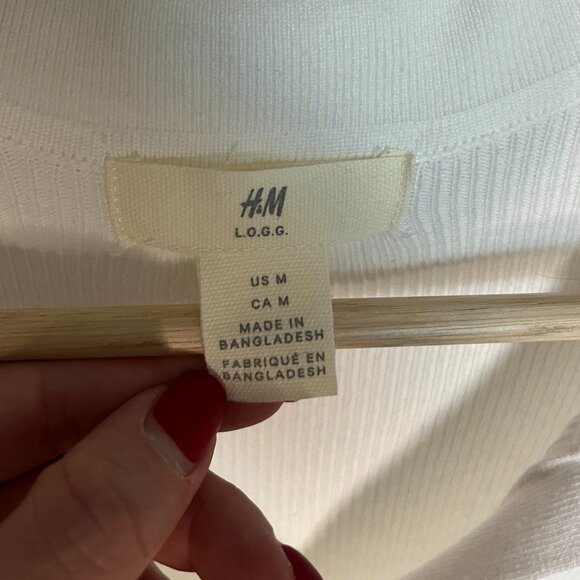 H&M
L.O.G.G.
US M
CA M
MADE IN
BANGLADESH
FABRIQUÉ EN
BANGLADESH